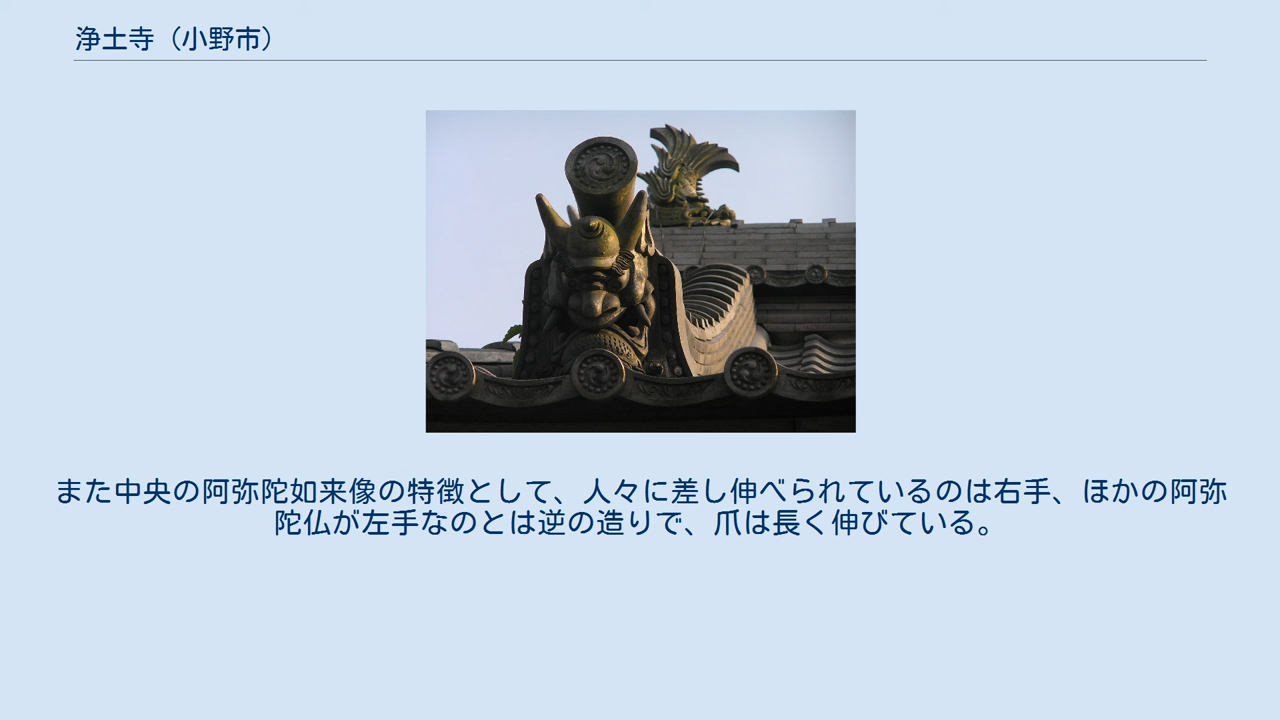 浄土寺（小野市）
また中央の阿弥陀如来像の特徴として、人々に差し伸べられているのは右手、ほかの阿弥
陀仏が左手なのとは逆の造りで、爪は長く伸びている。